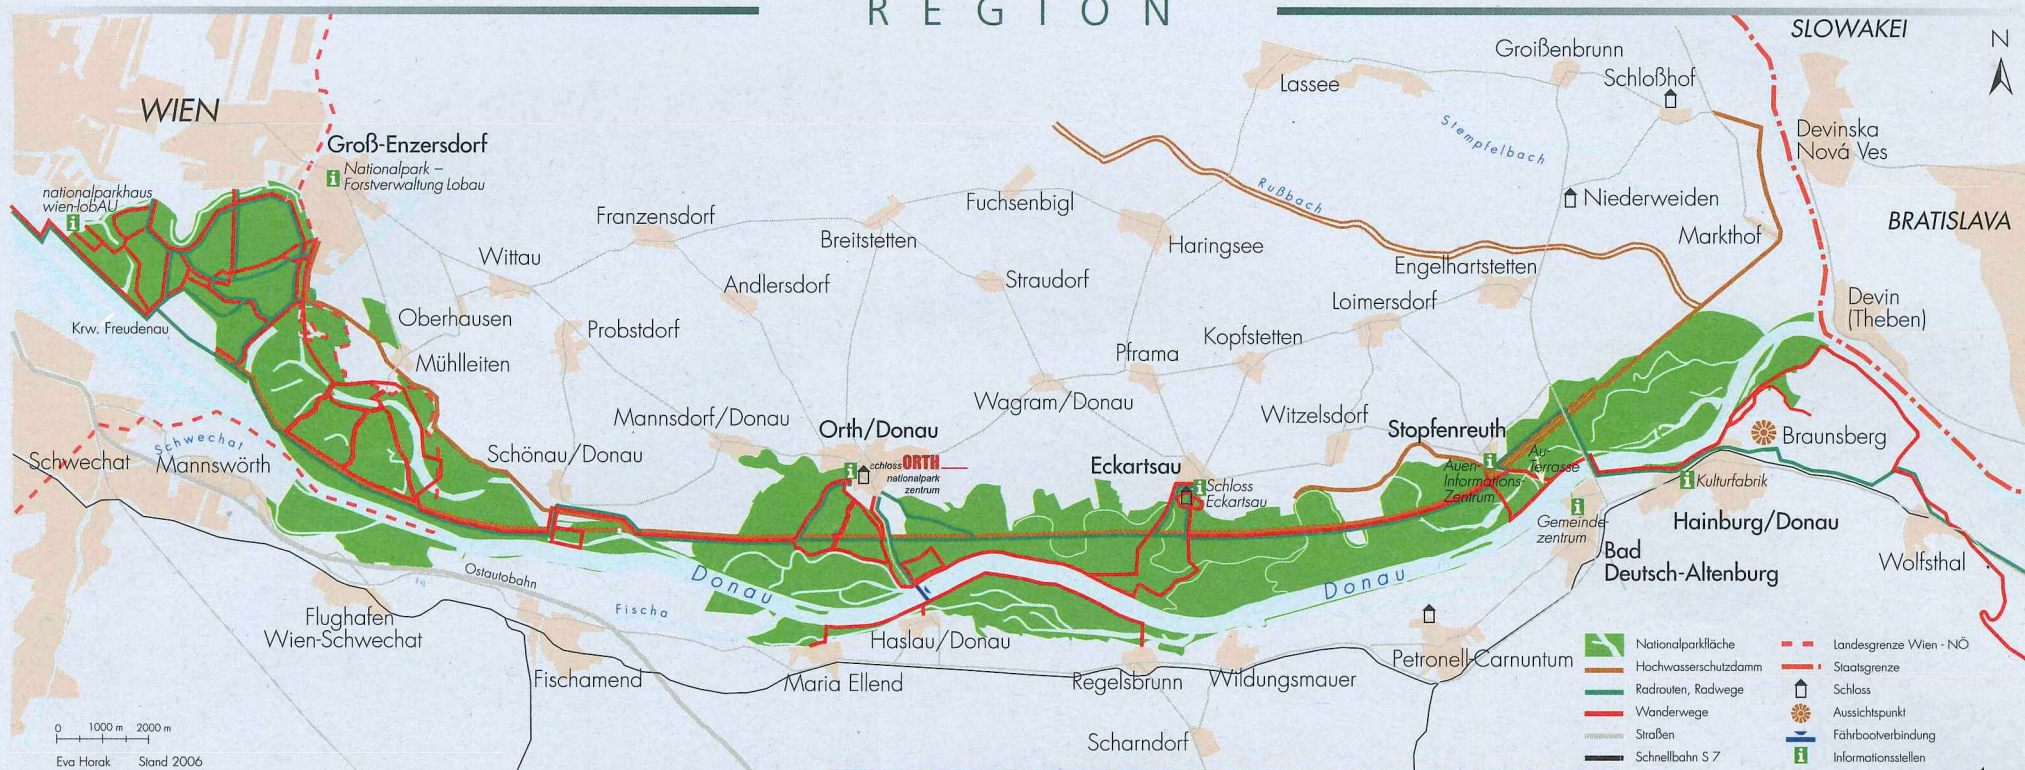 REGION
SLOWAKEI
N
Groißenbrunn
Schloßhof
Lassee
WIEN
Stempfelbach
Devinska
Nová Ves
Groß-Enzersdorf
Nationalpark –
Forstverwaltung Lobau
nationalparkhaus
wien-lobAU
Rußbach
Niederweiden
Fuchsenbigl
Franzensdorf
BRATISLAVA
Breitstetten
Haringsee
Markthof
Wittau
Engelhartstetten
Straudorf
Andlersdorf
Loimersdorf
Devin
(Theben)
Oberhausen
Probstdorf
Krw. Freudenau
Kopfstetten
Pframa
Mühlleiten
Wagram/Donau
Mannsdorf/Donau
Witzelsdorf
Orth/Donau
Stopfenreuth
Braunsberg
Schwechat
Schönau/Donau
Schwechat
Mannswörth
schlossORTH
nationalpark
zentrum
Eckartsau
Schloss
Eckartsau
Auen-
Informations-
Zentrum
Au-
Terrasse
Kulturfabrik
Gemeinde-
zentrum
Hainburg/Donau
Bad
Deutsch-Altenburg
Wolfsthal
Ostautobahn
Donau
Donau
Fischa
Flughafen
Wien-Schwechat
Haslau/Donau
Petronell-Carnuntum
Fischamend
Maria Ellend
Regelsbrunn
Wildungsmauer
Scharndorf
Nationalparkfläche
Hochwasserschutzdamm
Radrouten, Radwege
Wanderwege
Straßen
Schnellbahn S 7
Landesgrenze Wien - NÖ
Staatsgrenze
Schloss
Aussichtspunkt
Fährbootverbindung
Informationsstellen
0 1000 m 2000 m
Eva Horak Stand 2006